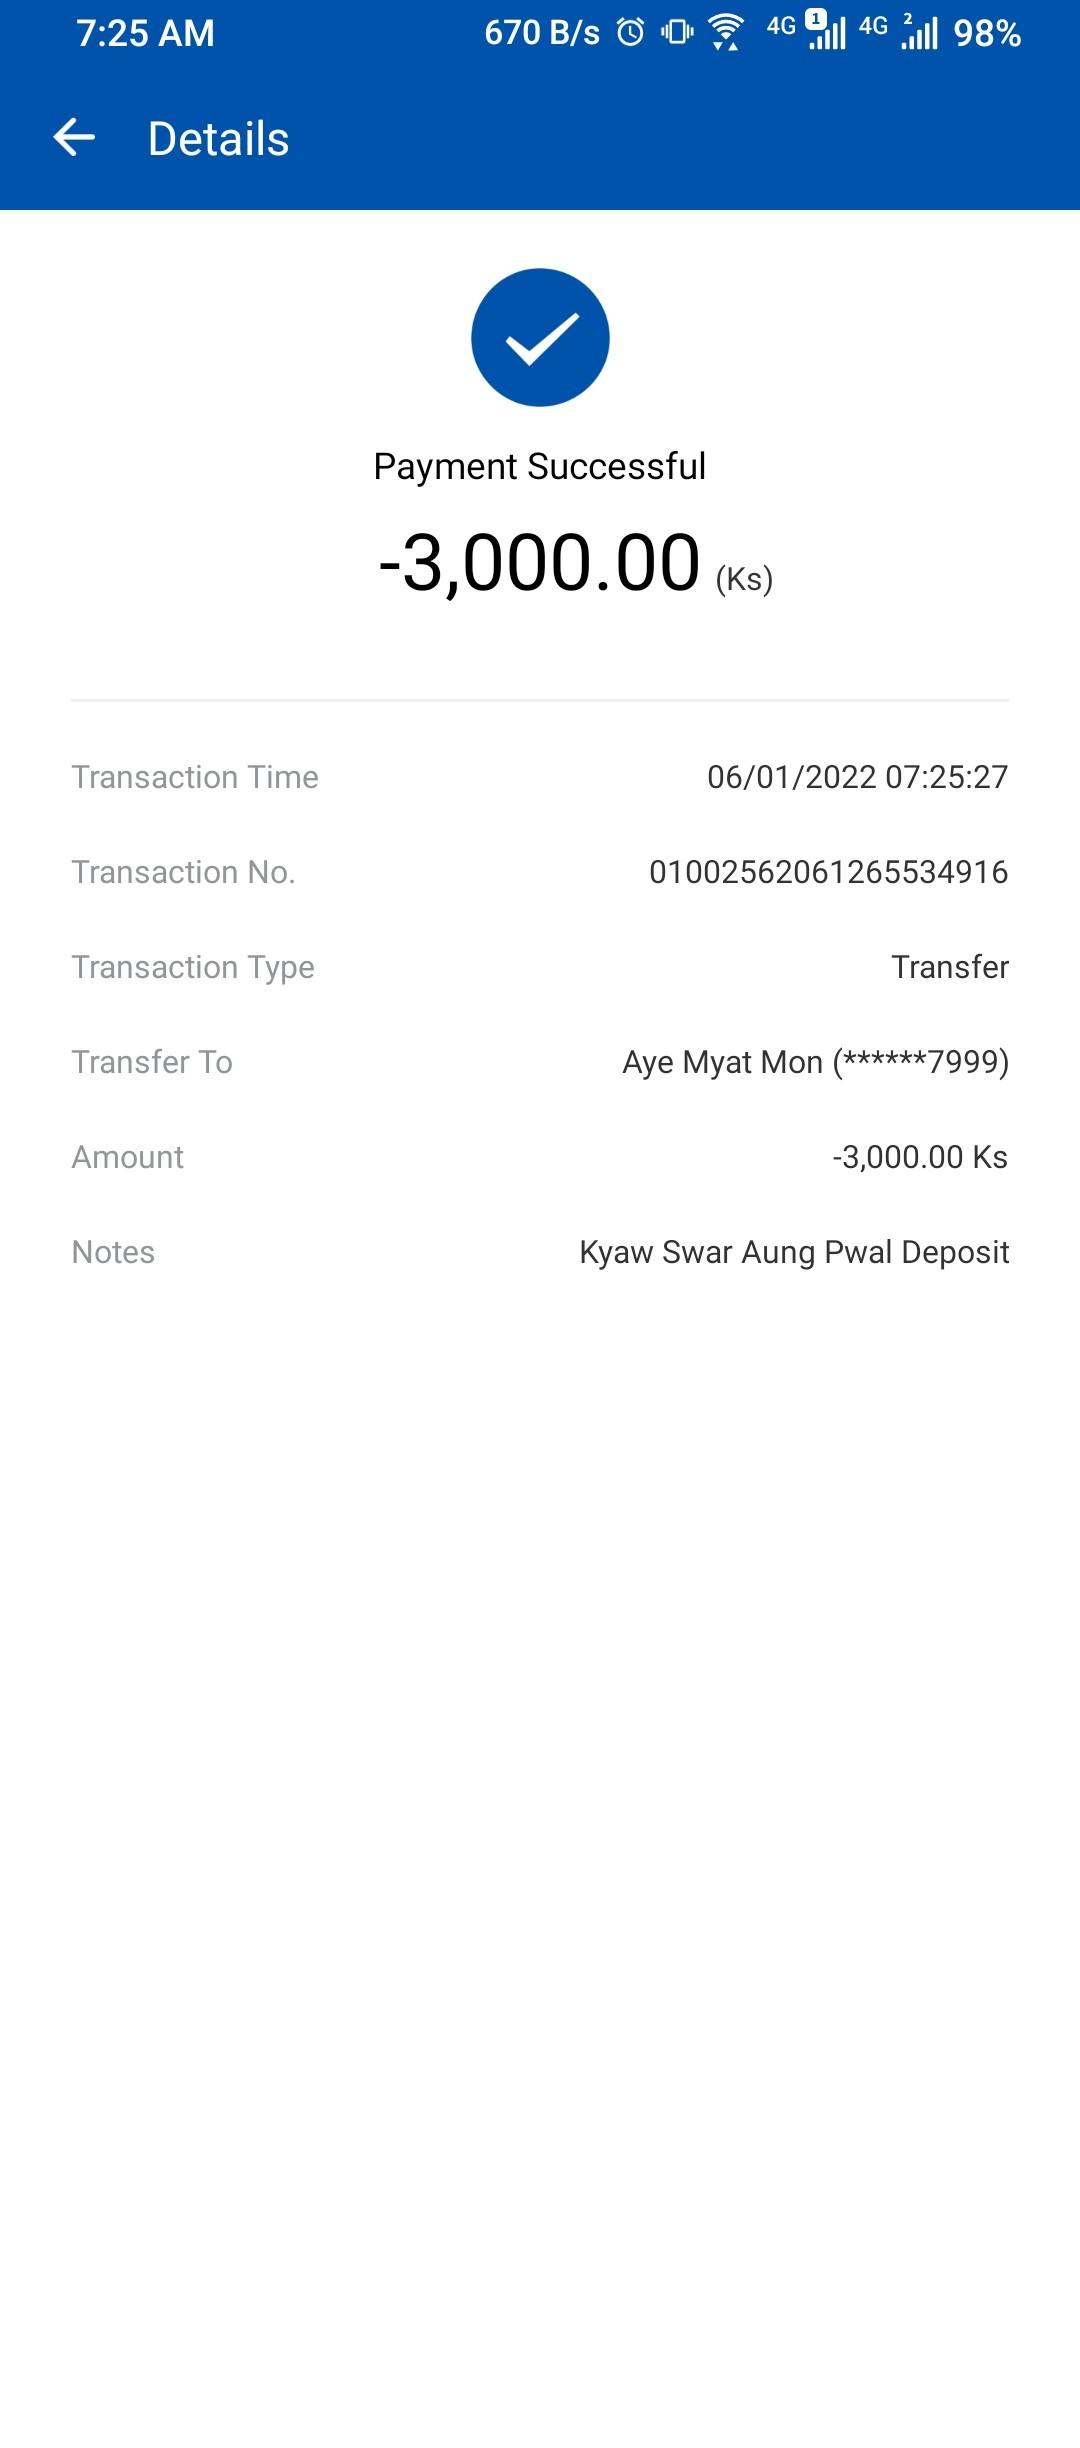 7:25 AM 670 B/s 4G 1 4G 2 98%
Details
Payment Successful
-3,000.00 (Ks)
Transaction Time 06/01/2022 07:25:27
Transaction No. 01002562061265534916
Transaction Type Transfer
Transfer To Aye Myat Mon (******7999)
Amount -3,000.00 Ks
Notes Kyaw Swar Aung Pwal Deposit